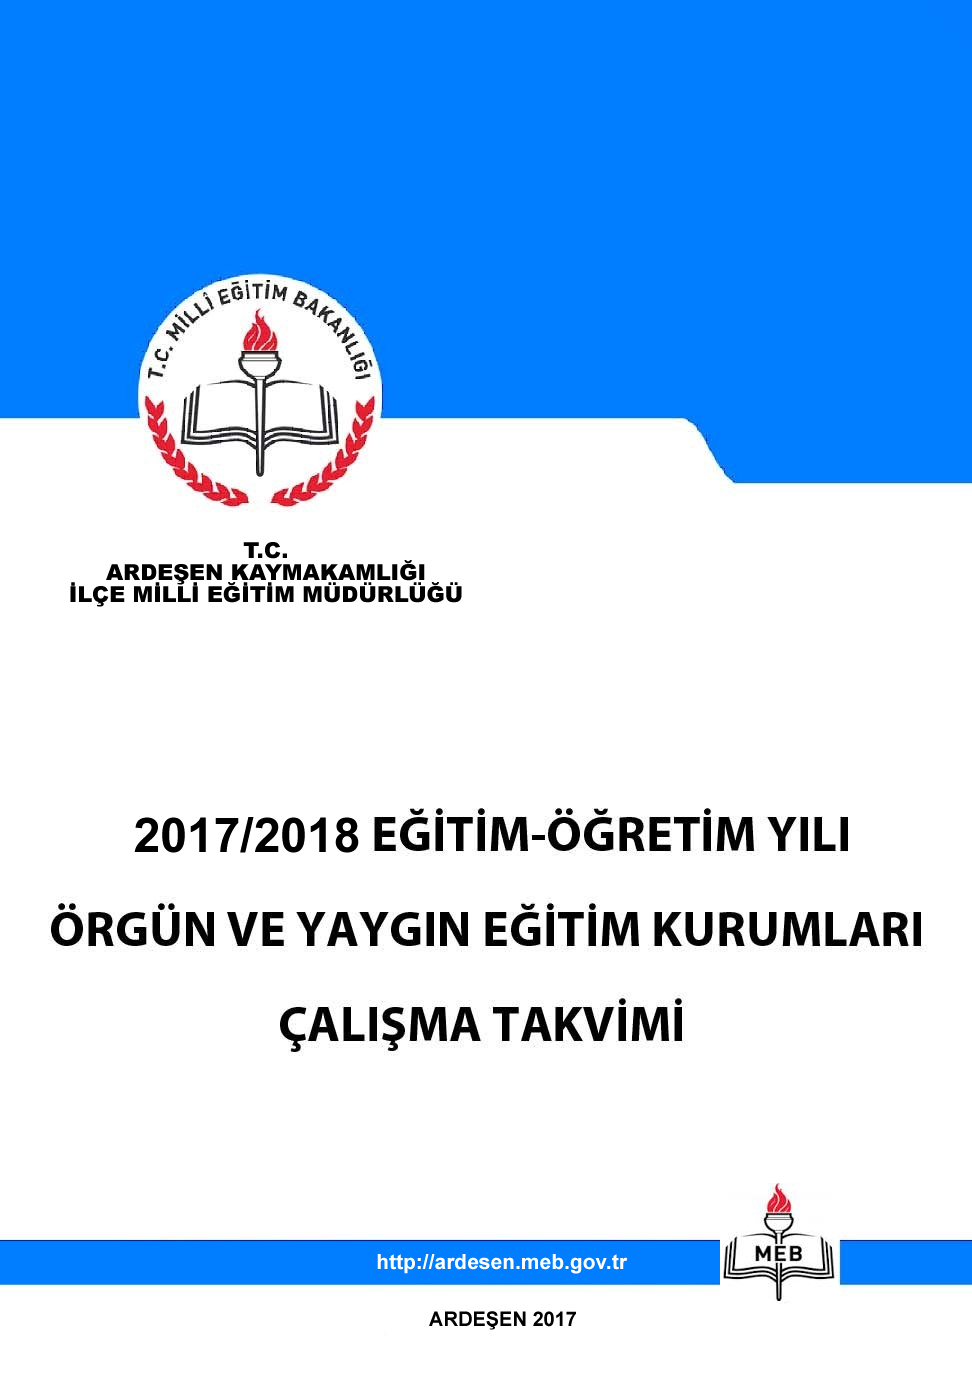 T.C. MİLLÎ EĞİTİM BAKANLIĞI
T.C.
ARDEŞEN KAYMAKAMLIĞI
İLÇE MİLLİ EĞİTİM MÜDÜRLÜĞÜ
2017/2018 EĞİTİM-ÖĞRETİM YILI
ÖRGÜN VE YAYGIN EĞİTİM KURUMLARI
ÇALIŞMA TAKVİMİ
MEB
http://ardesen.meb.gov.tr
ARDEŞEN 2017